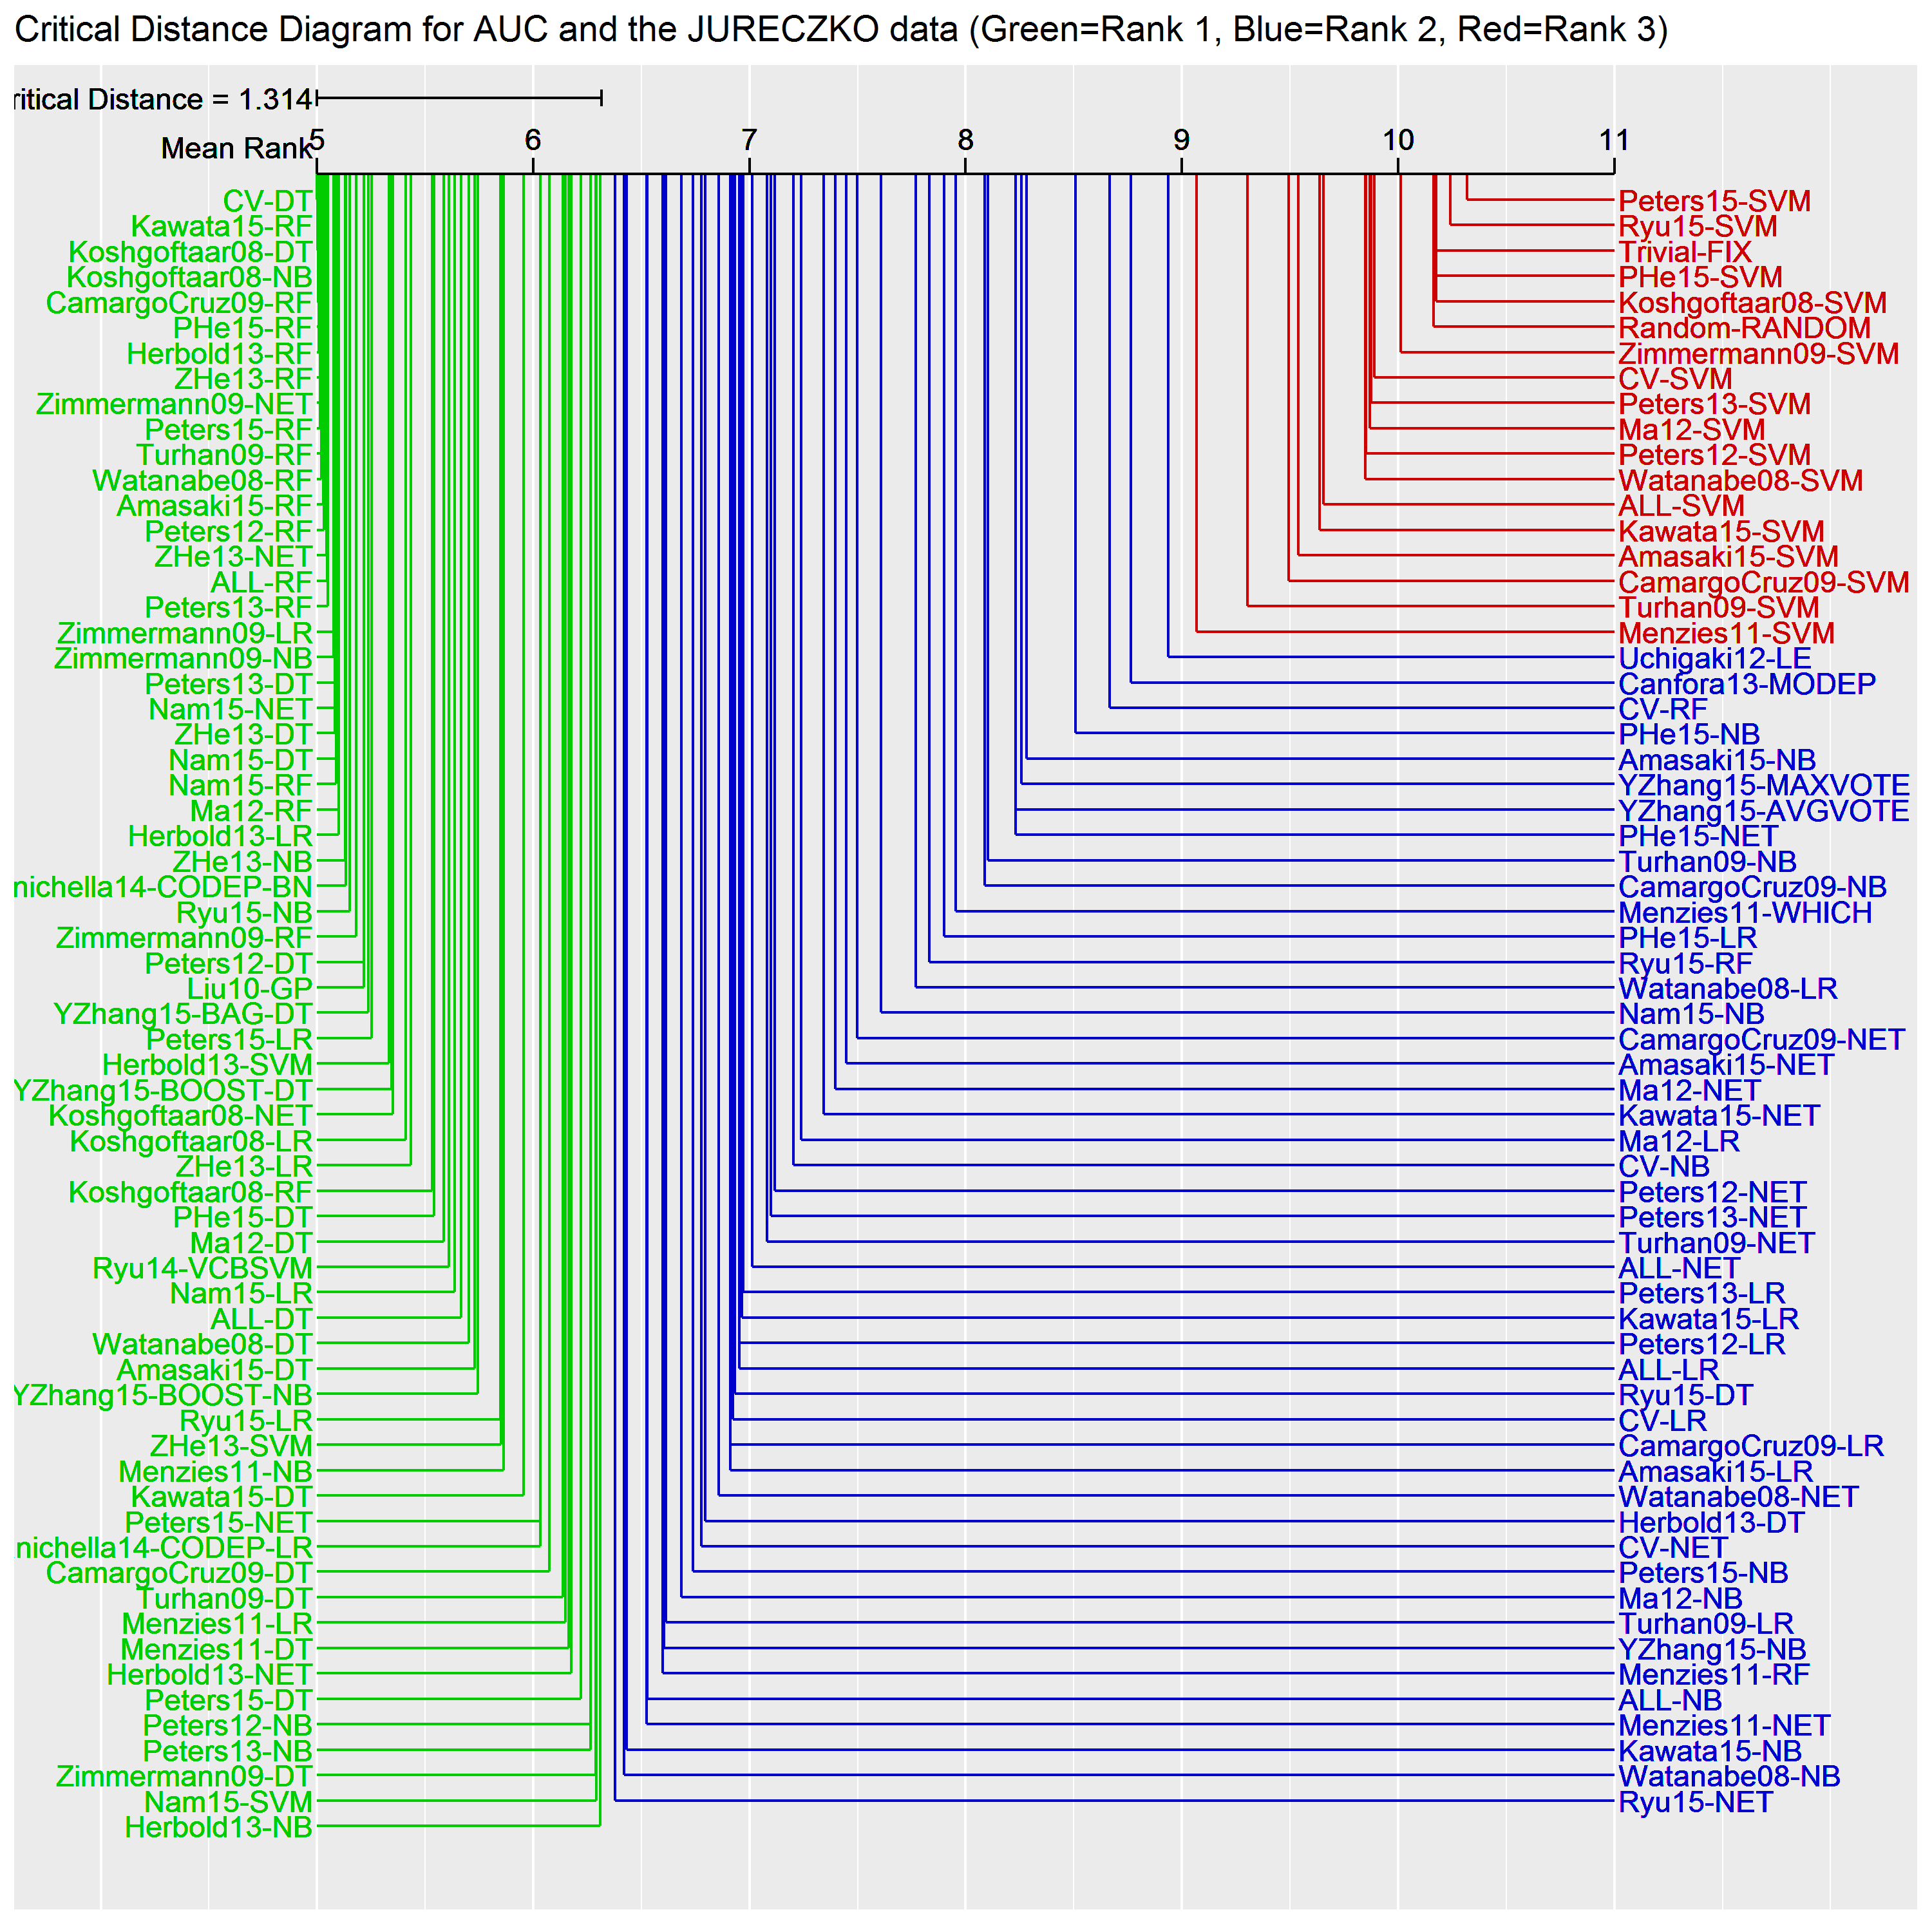 Critical Distance Diagram for AUC and the JURECZKO data (Green=Rank 1, Blue=Rank 2, Red=Rank 3)
ritical Distance = 1.314
Mean Rank
5 6 7 8 9 10 11
CV-DT
Kawata15-RF
Koshgoftaar08-DT
Koshgoftaar08-NB
CamargoCruz09-RF
PHe15-RF
Herbold13-RF
ZHe13-RF
Zimmermann09-NET
Peters15-RF
Turhan09-RF
Watanabe08-RF
Amasaki15-RF
Peters12-RF
ZHe13-NET
ALL-RF
Peters13-RF
Zimmermann09-LR
Zimmermann09-NB
Peters13-DT
Nam15-NET
ZHe13-DT
Nam15-DT
Nam15-RF
Ma12-RF
Herbold13-LR
ZHe13-NB
nichella14-CODEP-BN
Ryu15-NB
Zimmermann09-RF
Peters12-DT
Liu10-GP
YZhang15-BAG-DT
Peters15-LR
Herbold13-SVM
YZhang15-BOOST-DT
Koshgoftaar08-NET
Koshgoftaar08-LR
ZHe13-LR
Koshgoftaar08-RF
PHe15-DT
Ma12-DT
Ryu14-VCBSVM
Nam15-LR
ALL-DT
Watanabe08-DT
Amasaki15-DT
YZhang15-BOOST-NB
Ryu15-LR
ZHe13-SVM
Menzies11-NB
Kawata15-DT
Peters15-NET
nichella14-CODEP-LR
CamargoCruz09-DT
Turhan09-DT
Menzies11-LR
Menzies11-DT
Herbold13-NET
Peters15-DT
Peters12-NB
Peters13-NB
Zimmermann09-DT
Nam15-SVM
Herbold13-NB
Peters15-SVM
Ryu15-SVM
Trivial-FIX
PHe15-SVM
Koshgoftaar08-SVM
Random-RANDOM
Zimmermann09-SVM
CV-SVM
Peters13-SVM
Ma12-SVM
Peters12-SVM
Watanabe08-SVM
ALL-SVM
Kawata15-SVM
Amasaki15-SVM
CamargoCruz09-SVM
Turhan09-SVM
Menzies11-SVM
Uchigaki12-LE
Canfora13-MODEP
CV-RF
PHe15-NB
Amasaki15-NB
YZhang15-MAXVOTE
YZhang15-AVGVOTE
PHe15-NET
Turhan09-NB
CamargoCruz09-NB
Menzies11-WHICH
PHe15-LR
Ryu15-RF
Watanabe08-LR
Nam15-NB
CamargoCruz09-NET
Amasaki15-NET
Ma12-NET
Kawata15-NET
Ma12-LR
CV-NB
Peters12-NET
Peters13-NET
Turhan09-NET
ALL-NET
Peters13-LR
Kawata15-LR
Peters12-LR
ALL-LR
Ryu15-DT
CV-LR
CamargoCruz09-LR
Amasaki15-LR
Watanabe08-NET
Herbold13-DT
CV-NET
Peters15-NB
Ma12-NB
Turhan09-LR
YZhang15-NB
Menzies11-RF
ALL-NB
Menzies11-NET
Kawata15-NB
Watanabe08-NB
Ryu15-NET